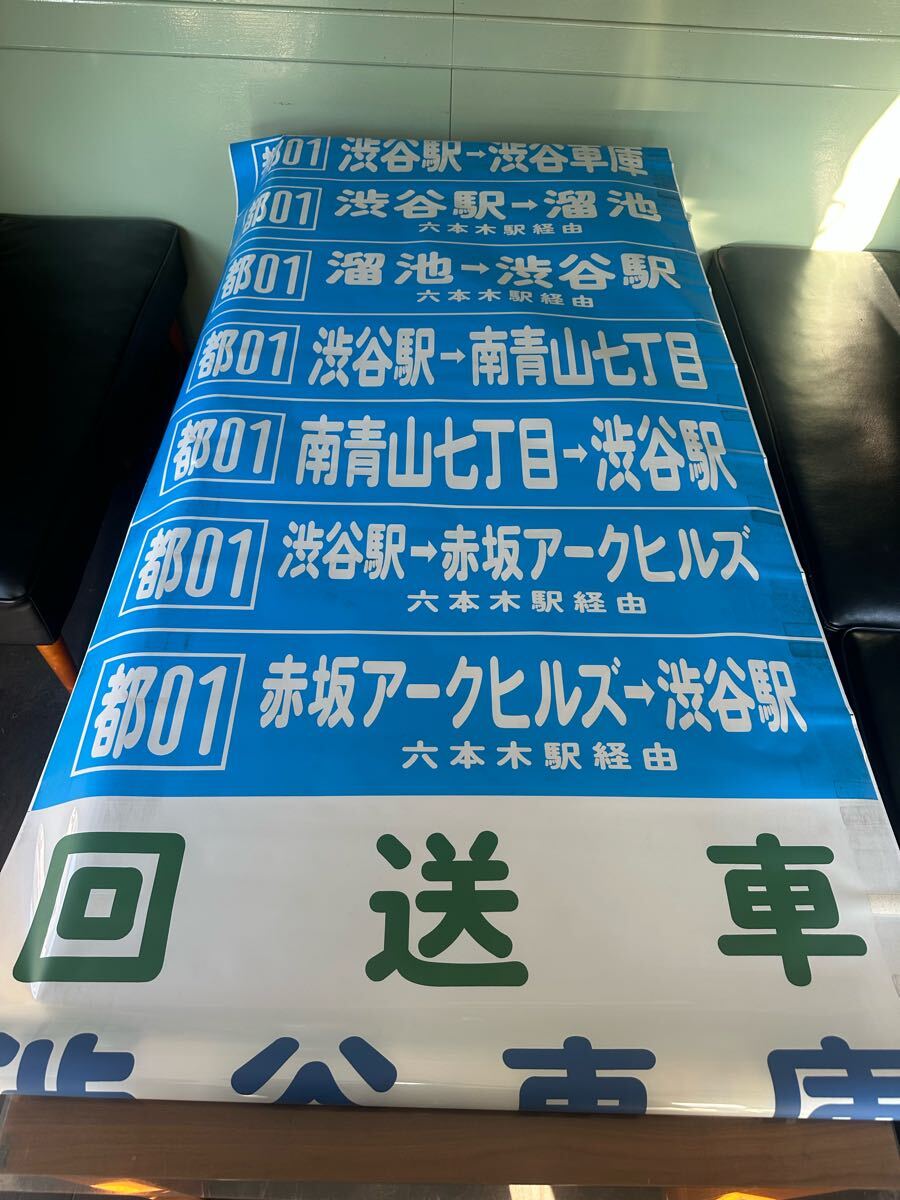 都01 渋谷駅→渋谷車庫
都01 渋谷駅→溜池
六本木駅経由
都01 溜池→渋谷駅
六本木駅経由
都01 渋谷駅→南青山七丁目
都01 南青山七丁目→渋谷駅
都01 渋谷駅→赤坂アークヒルズ
六本木駅経由
都01 赤坂アークヒルズ→渋谷駅
六本木駅経由
回送車
渋谷車庫